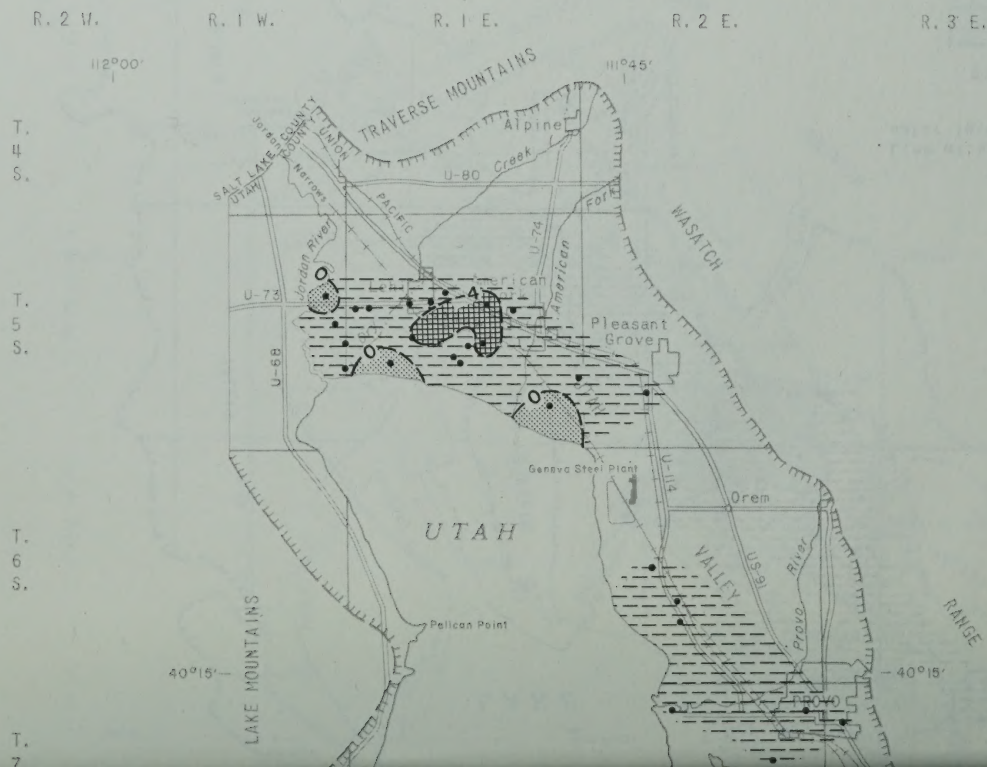 R. 2 W.
R. 1 W.
R. 1 E.
R. 2 E.
R. 3 E.
112°00'
111°45'
T.
4
S.
TRAVERSE MOUNTAINS
Alpine
SALT LAKE COUNTY
UTAH COUNTY
Jordan
Narrows
UNION
PACIFIC
Creek
U-80
Fork
U-74
American
WASATCH
Jordan River
T.
5
S.
0
U-73
Lehi
American
Fork
4
Pleasant
Grove
U-68
0
0
Geneva Steel Plant
U-114
Orem
UTAH
T.
6
S.
VALLEY
US-91
Provo River
LAKE MOUNTAINS
Pelican Point
RANGE
40°15'
40°15'
PROVO
T.
7